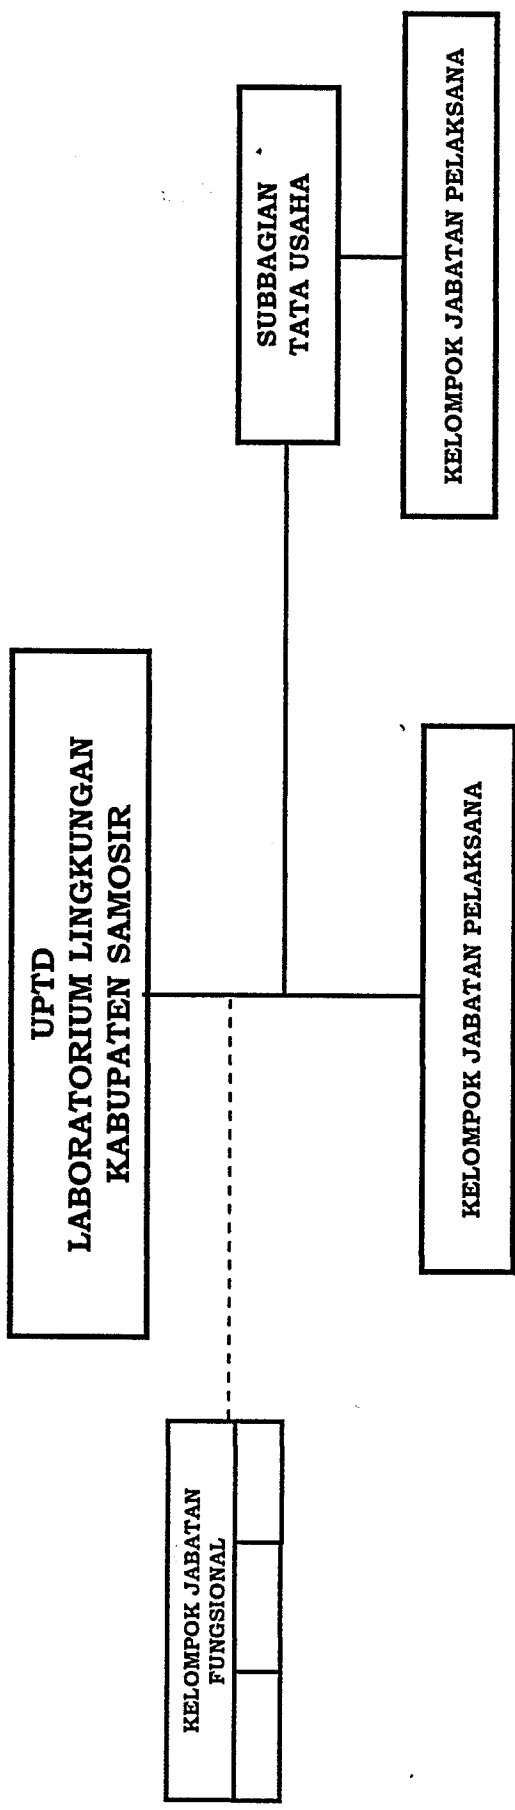 UPTD
LABORATORIUM LINGKUNGAN
KABUPATEN SAMOSIR
KELOMPOK JABATAN
FUNGSIONAL
SUBBAGIAN
TATA USAHA
KELOMPOK JABATAN PELAKSANA
KELOMPOK JABATAN PELAKSANA